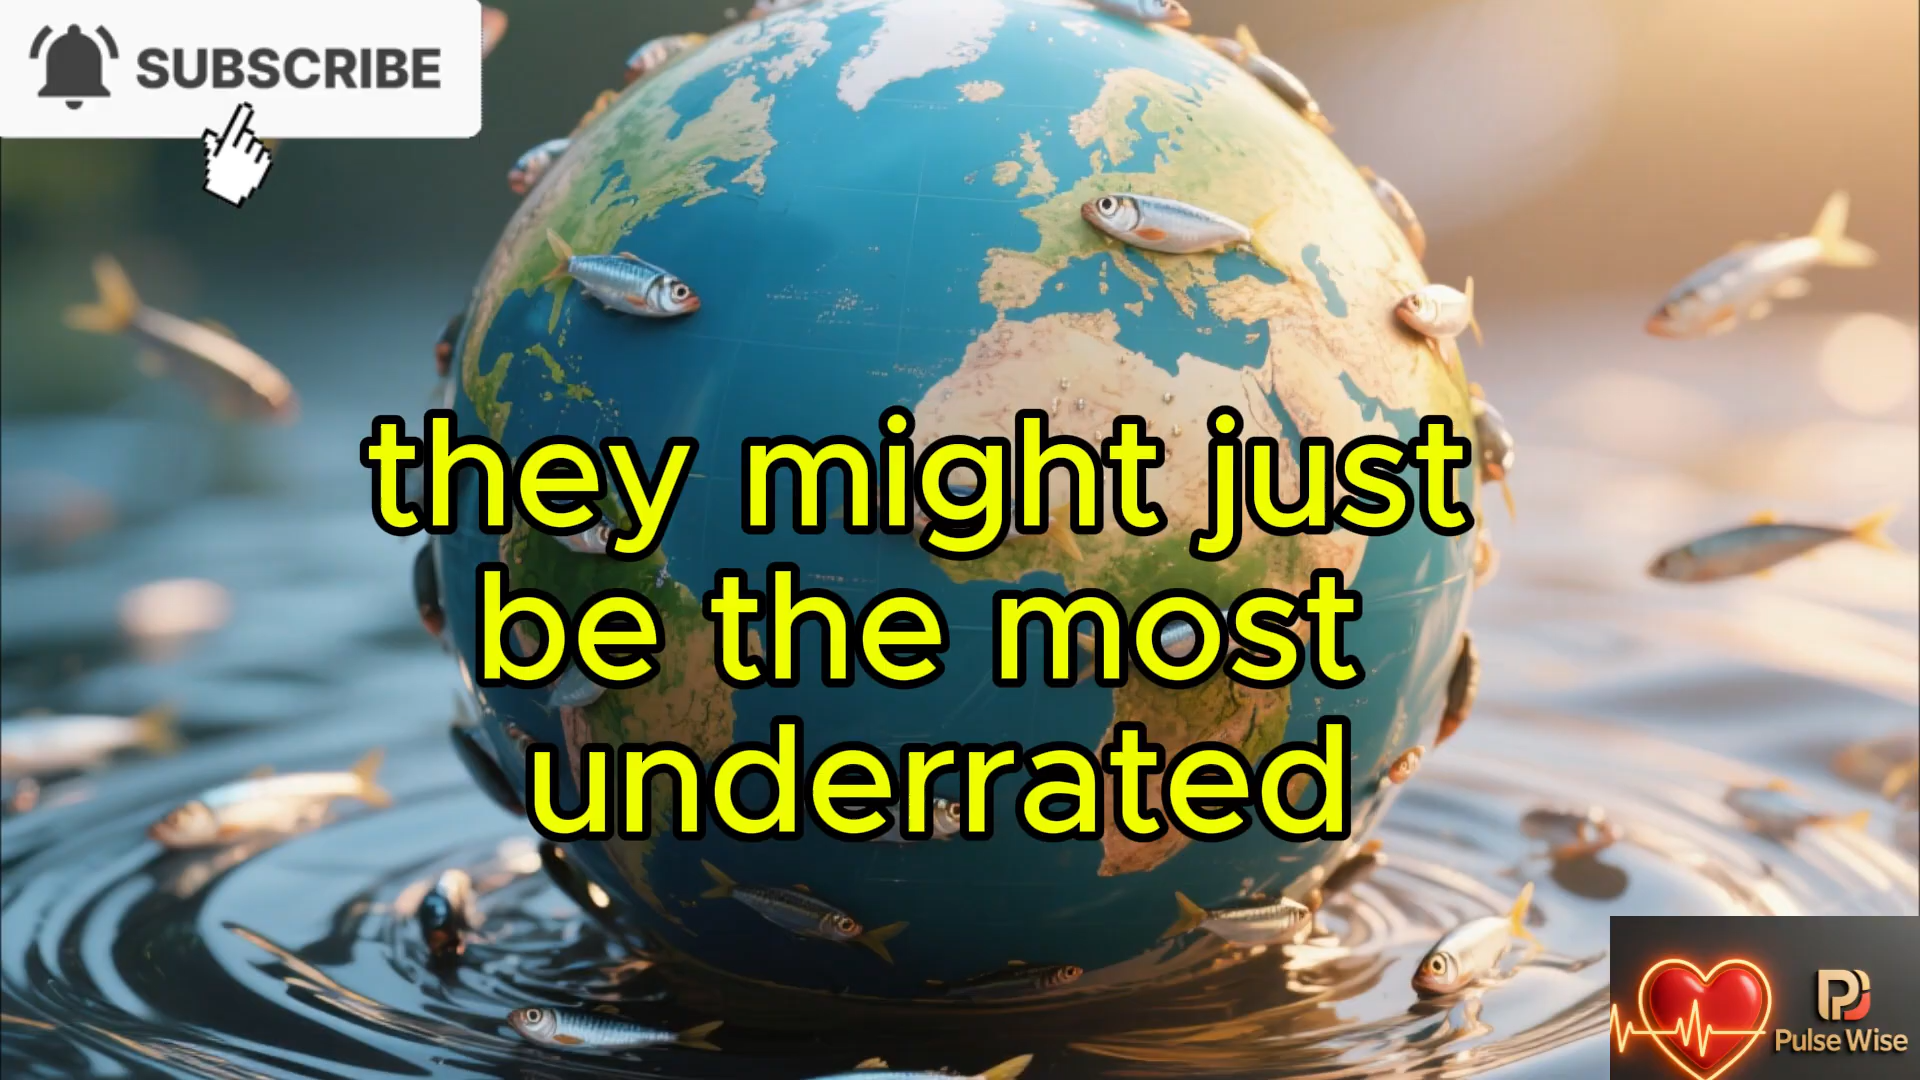 SUBSCRIBE
they might just
be the most
underrated
Pulse Wise